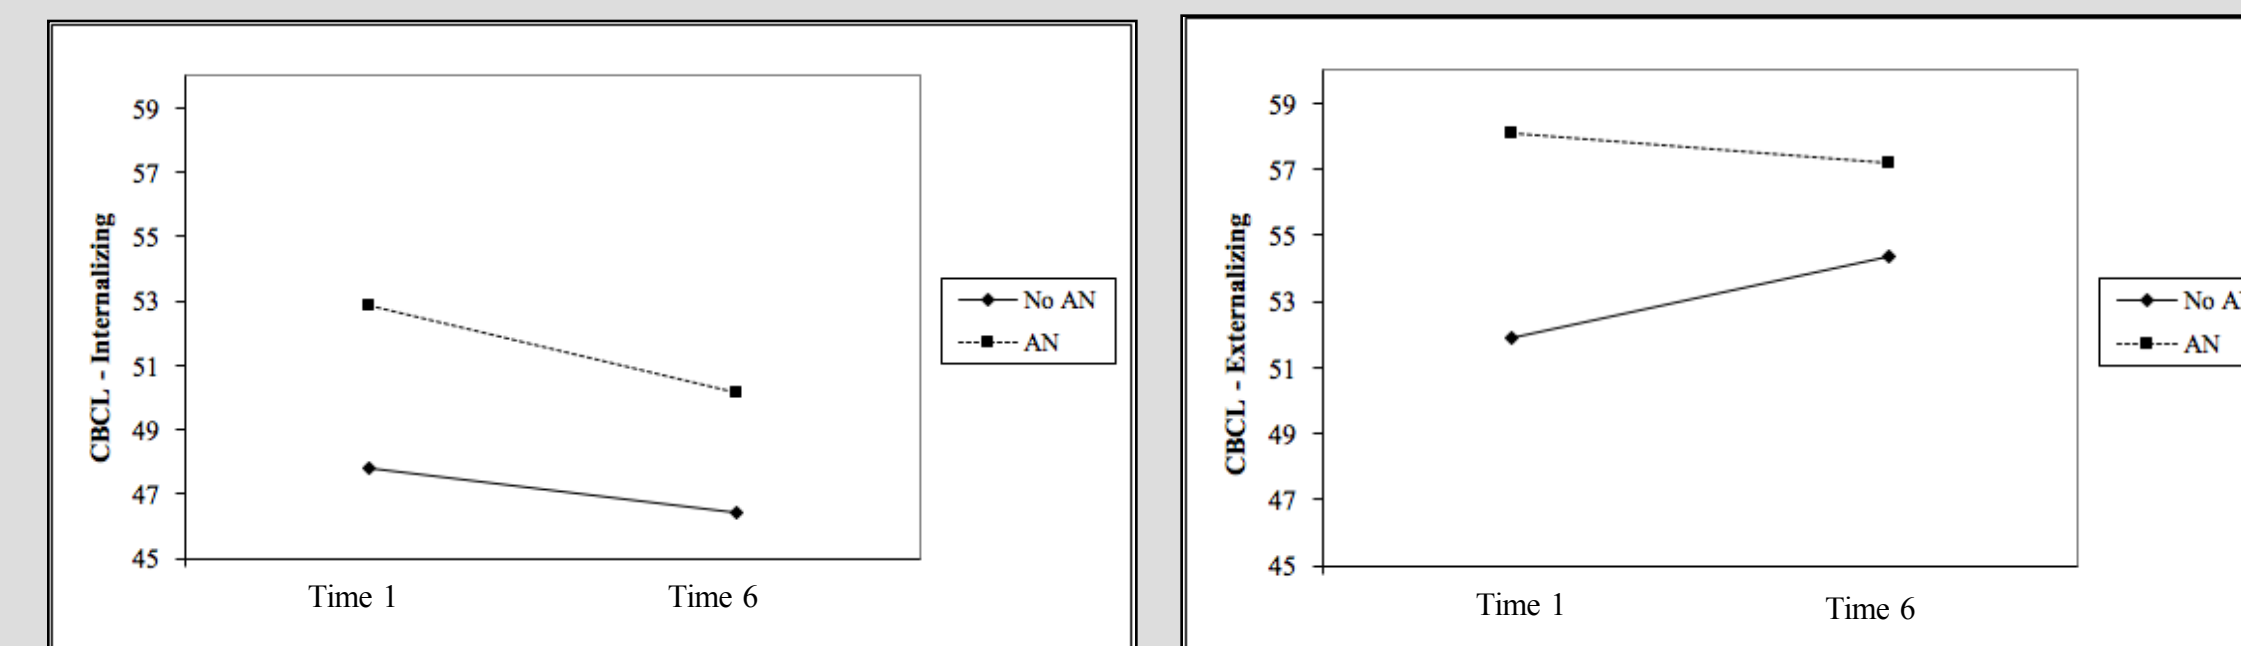 59
57
55
53
51
49
47
45
CBCL - Internalizing
Time 1
Time 6
No AN
AN
59
57
55
53
51
49
47
45
CBCL - Externalizing
Time 1
Time 6
No
AN